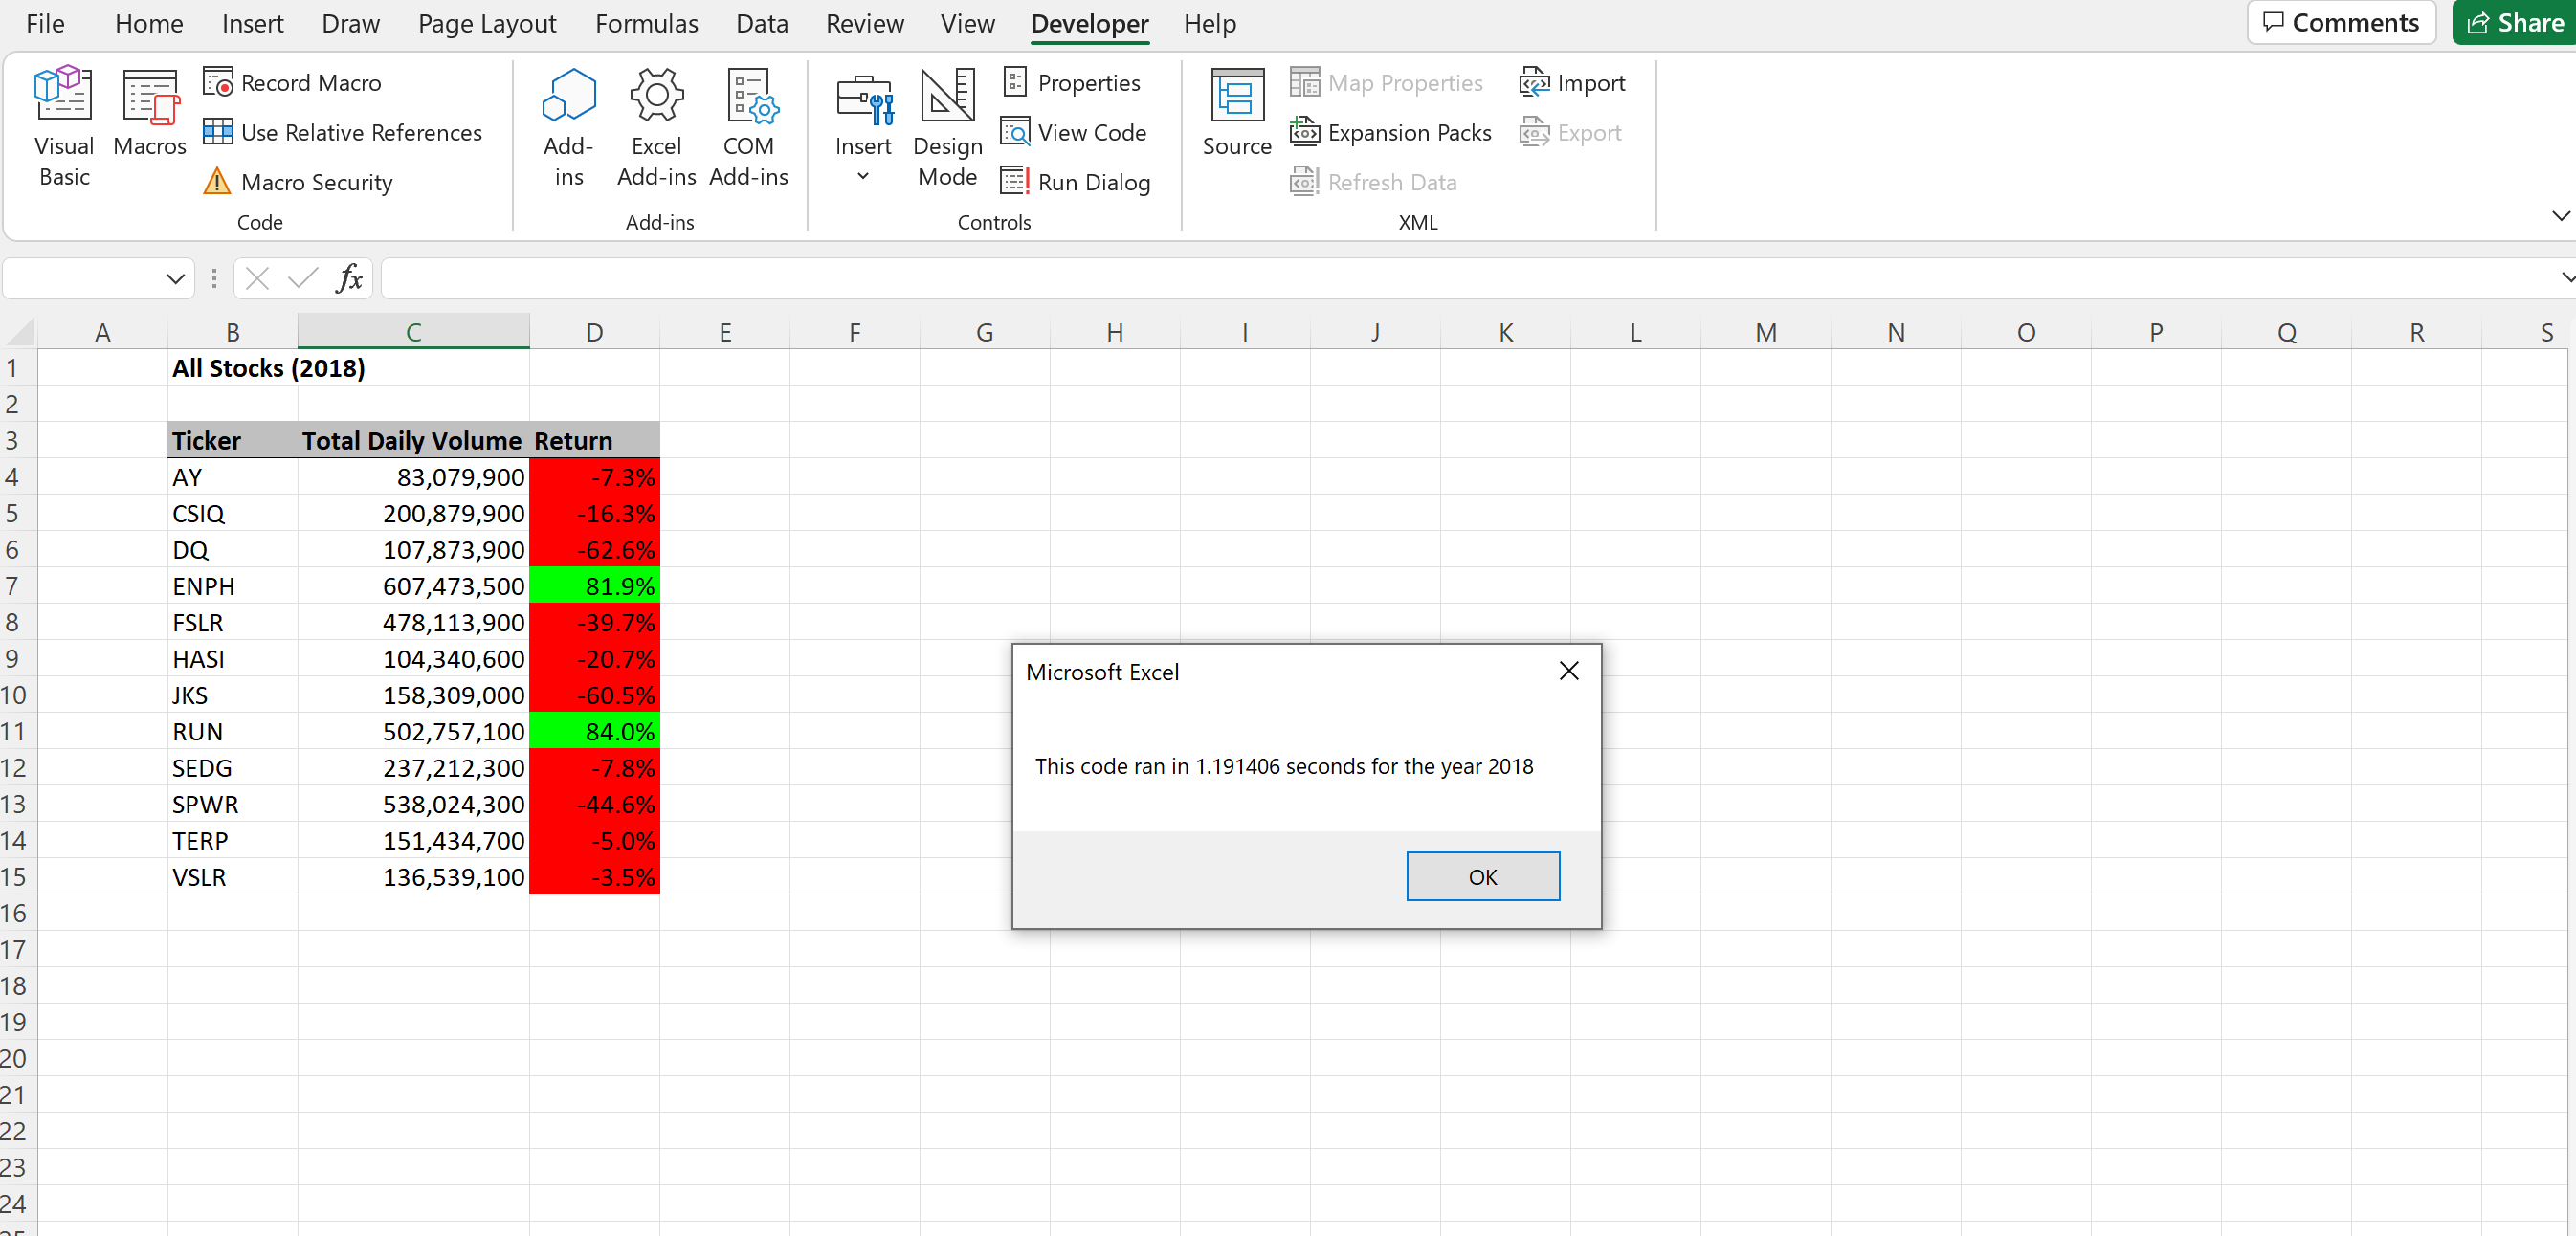 File Home Insert Draw Page Layout Formulas Data Review View Developer Help Comments Share
Visual Basic
Macros
Record Macro
Use Relative References
Macro Security
Code
Add-ins
Excel Add-ins
COM Add-ins
Add-ins
Insert
Design Mode
Properties
View Code
Run Dialog
Controls
Source
Map Properties
Expansion Packs
Refresh Data
Import
Export
XML
fx
A B C D E F G H I J K L M N O P Q R S
1 All Stocks (2018)
2
3 Ticker Total Daily Volume Return
4 AY 83,079,900 -7.3%
5 CSIQ 200,879,900 -16.3%
6 DQ 107,873,900 -62.6%
7 ENPH 607,473,500 81.9%
8 FSLR 478,113,900 -39.7%
9 HASI 104,340,600 -20.7%
10 JKS 158,309,000 -60.5%
11 RUN 502,757,100 84.0%
12 SEDG 237,212,300 -7.8%
13 SPWR 538,024,300 -44.6%
14 TERP 151,434,700 -5.0%
15 VSLR 136,539,100 -3.5%
16
17
18
19
20
21
22
23
24
Microsoft Excel
This code ran in 1.191406 seconds for the year 2018
OK